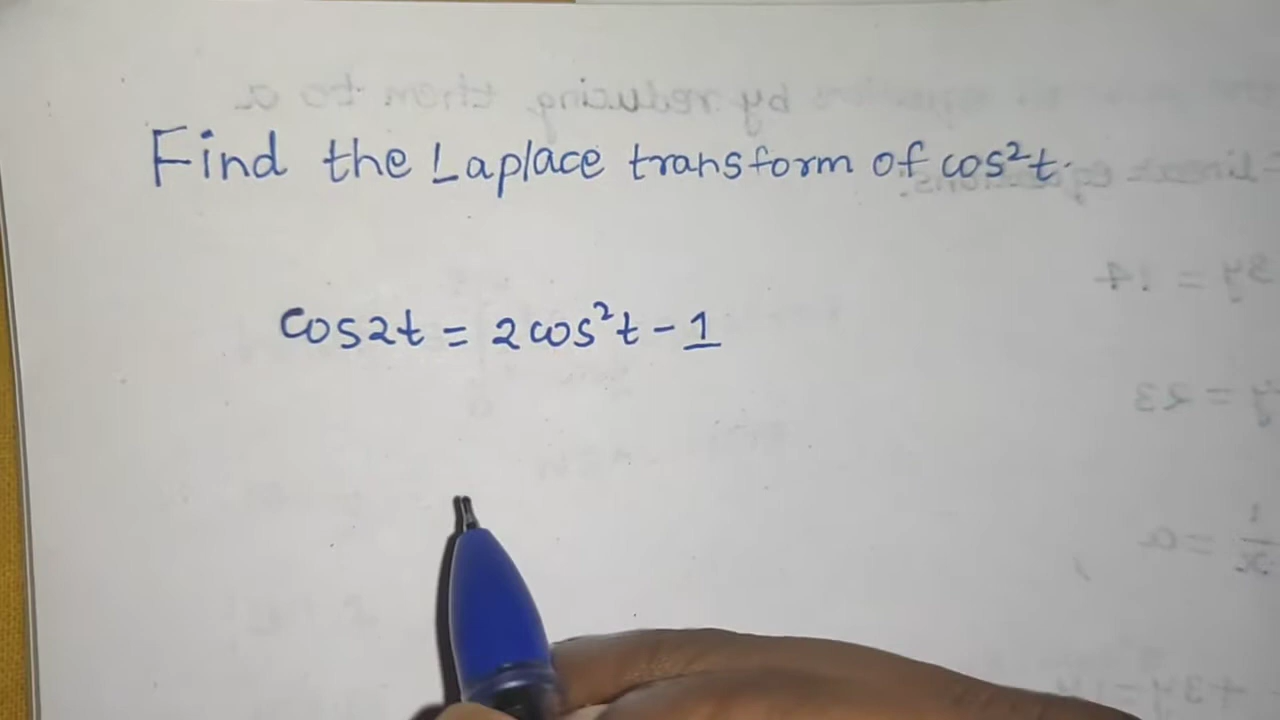 Find the Laplace transform of cos²t.
cos2t = 2cos²t - 1